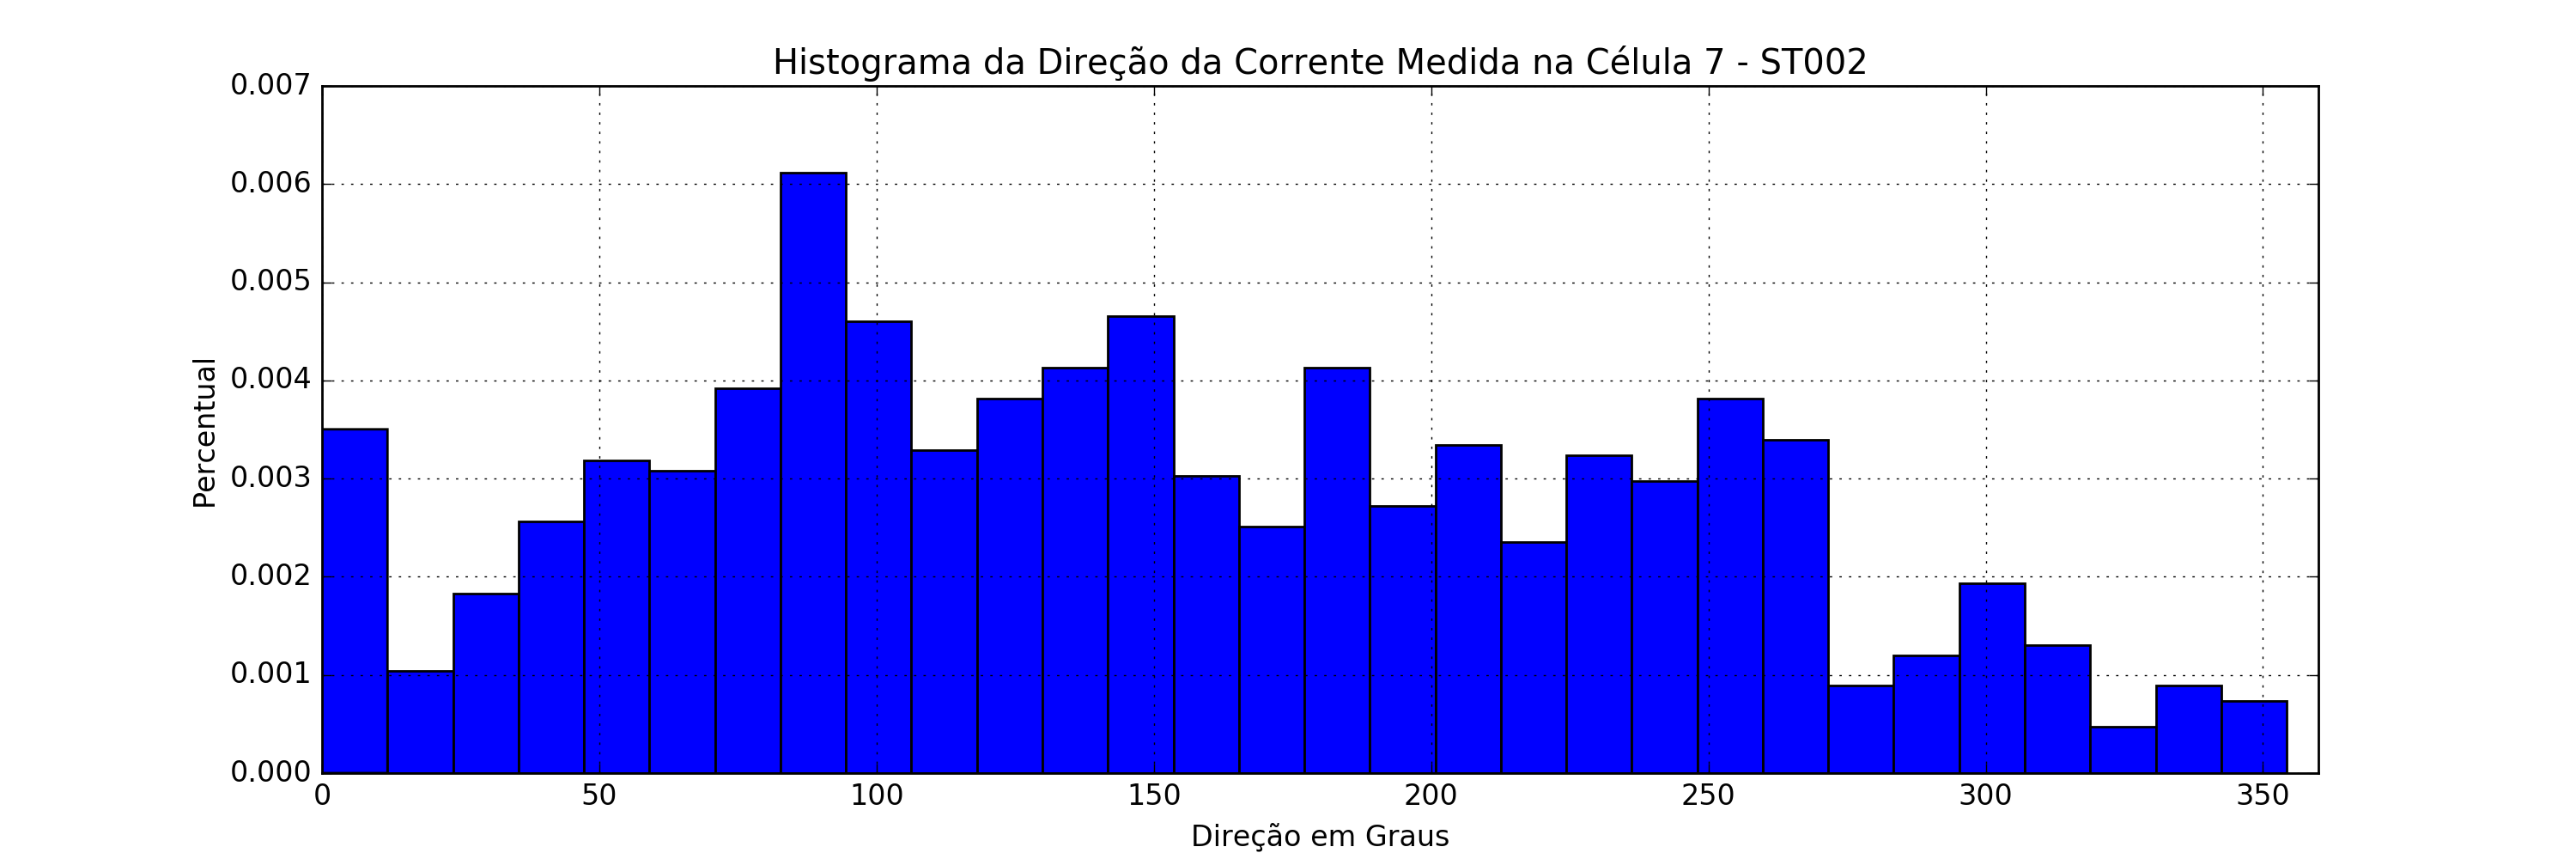 Histograma da Direção da Corrente Medida na Célula 7 - ST002
0.007
0.006
0.005
0.004
0.003
0.002
0.001
0.000
Percentual
0 50 100 150 200 250 300 350
Direção em Graus